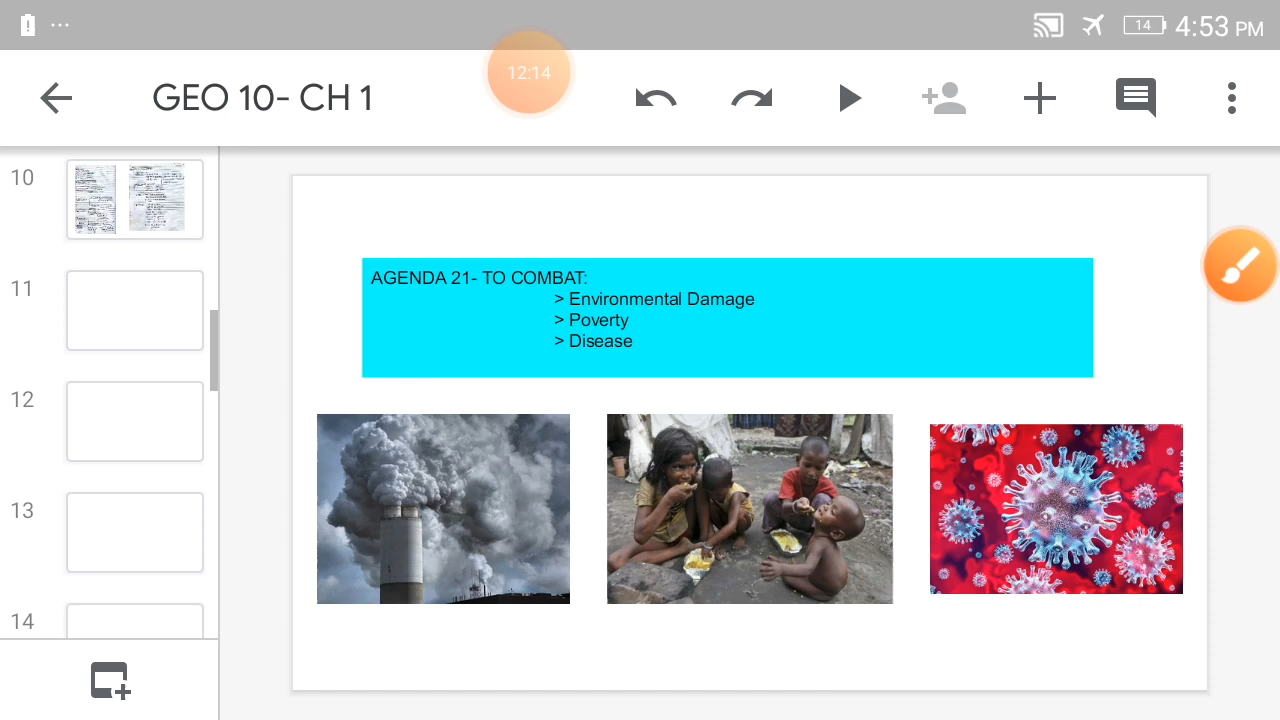 14
4:53 PM
GEO 10- CH 1
12:14
10
11
12
13
14
AGENDA 21- TO COMBAT:
> Environmental Damage
> Poverty
> Disease